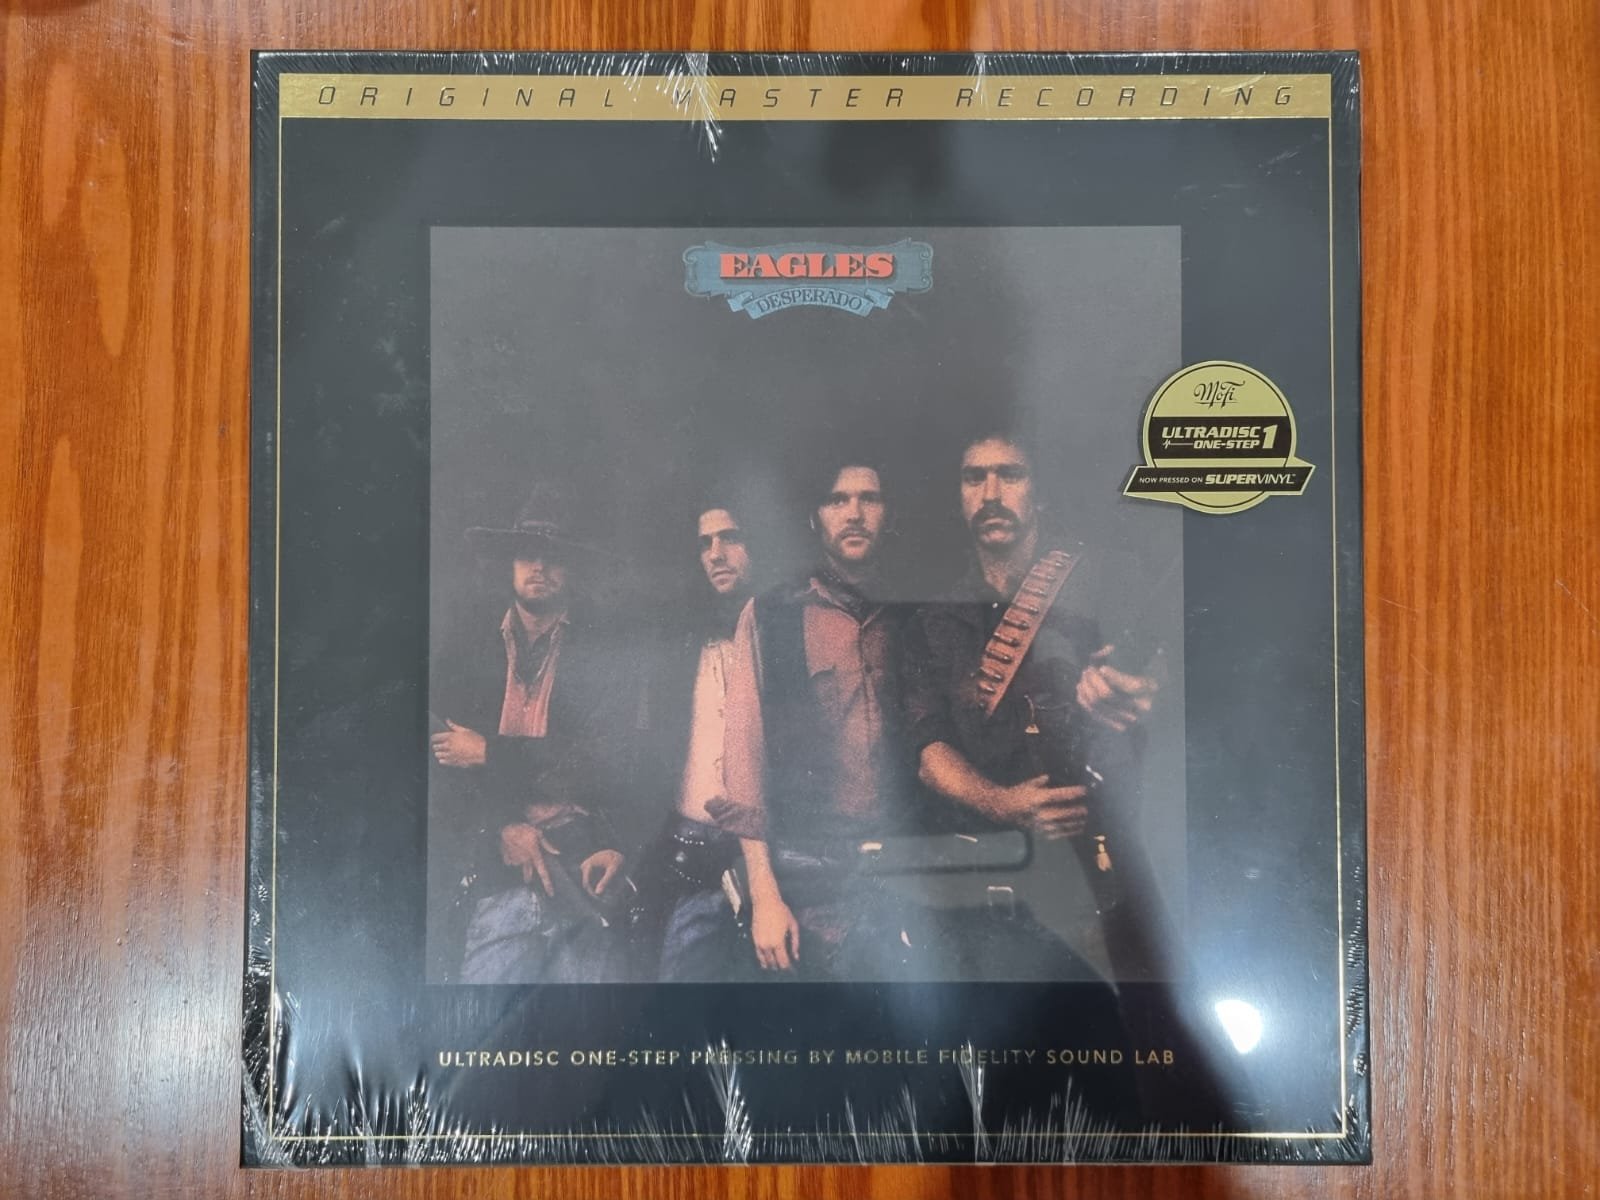 ORIGINAL MASTER RECORDING
EAGLES
DESPERADO
MoFi
ULTRADISC 1
ONE-STEP
NOW PRESSED ON SUPERVINYL™
ULTRADISC ONE-STEP PRESSING BY MOBILE FIDELITY SOUND LAB